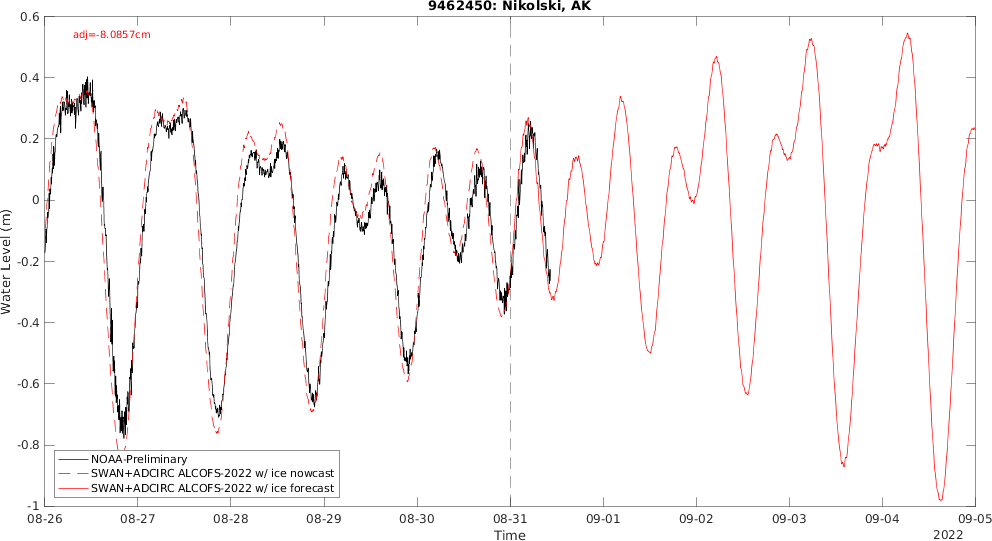 9462450: Nikolski, AK
adj=-8.0857cm
0.6
0.4
0.2
0
-0.2
-0.4
-0.6
-0.8
-1
Water Level (m)
NOAA-Preliminary
SWAN+ADCIRC ALCOFS-2022 w/ ice nowcast
SWAN+ADCIRC ALCOFS-2022 w/ ice forecast
08-26 08-27 08-28 08-29 08-30 08-31 09-01 09-02 09-03 09-04 09-05
Time
2022